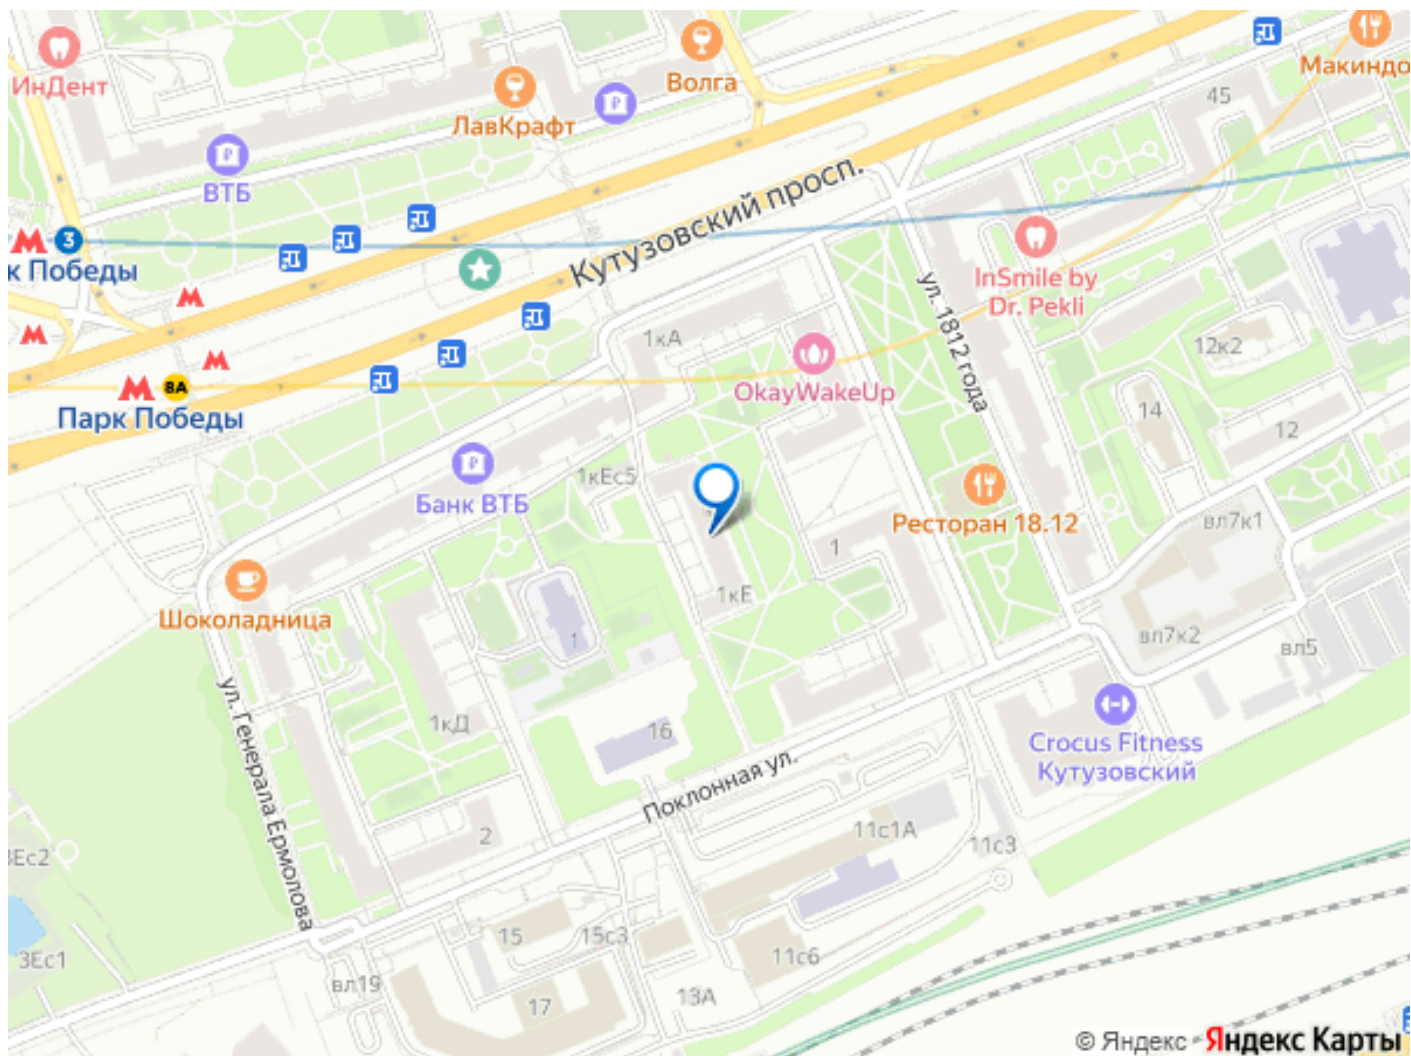 ИнДент
ЛавКрафт
Волга
Макиндо
45
ВТБ
Кутузовский просп.
3
к Победы
InSmile by
Dr. Pekli
ул. 1812 года
1кА
12к2
8А
Парк Победы
OkayWakeUp
14
12
1кЕс5
Банк ВТБ
Ресторан 18.12
вл7к1
1
1кЕ
Шоколадница
1
вл7к2
вл5
ул. Генерала Ермолова
1кД
16
Crocus Fitness
Кутузовский
Поклонная ул.
2
11с1А
11с3
3Ес2
15
15с3
11с6
3Ес1
вл19
17
13А
© Яндекс Яндекс Карты